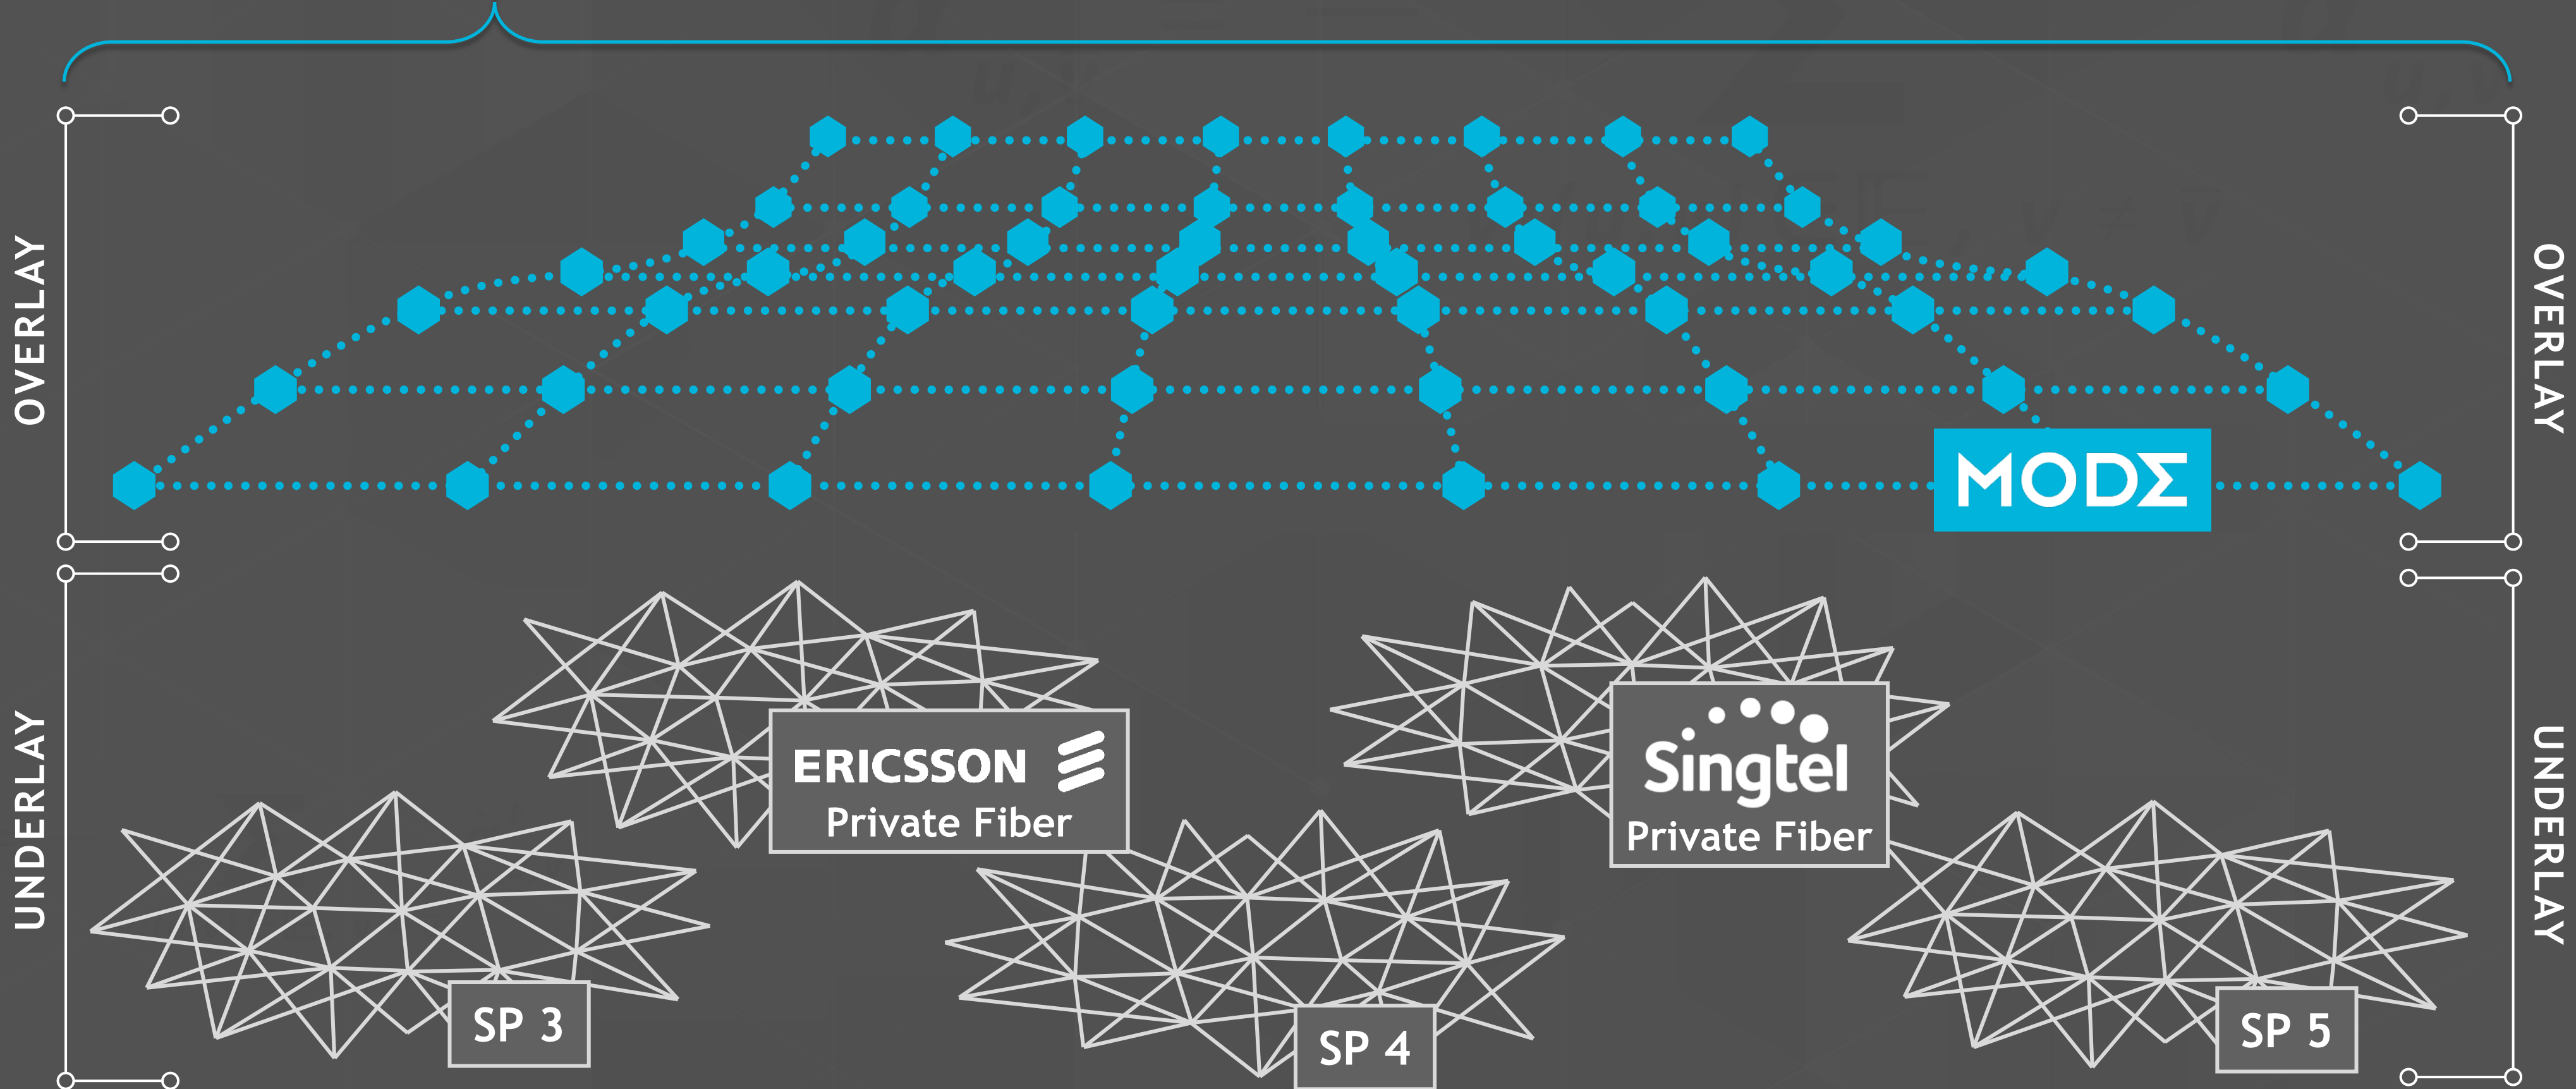 OVERLAY
OVERLAY
MODΣ
UNDERLAY
UNDERLAY
ERICSSON
Private Fiber
Singtel
Private Fiber
SP 3
SP 4
SP 5